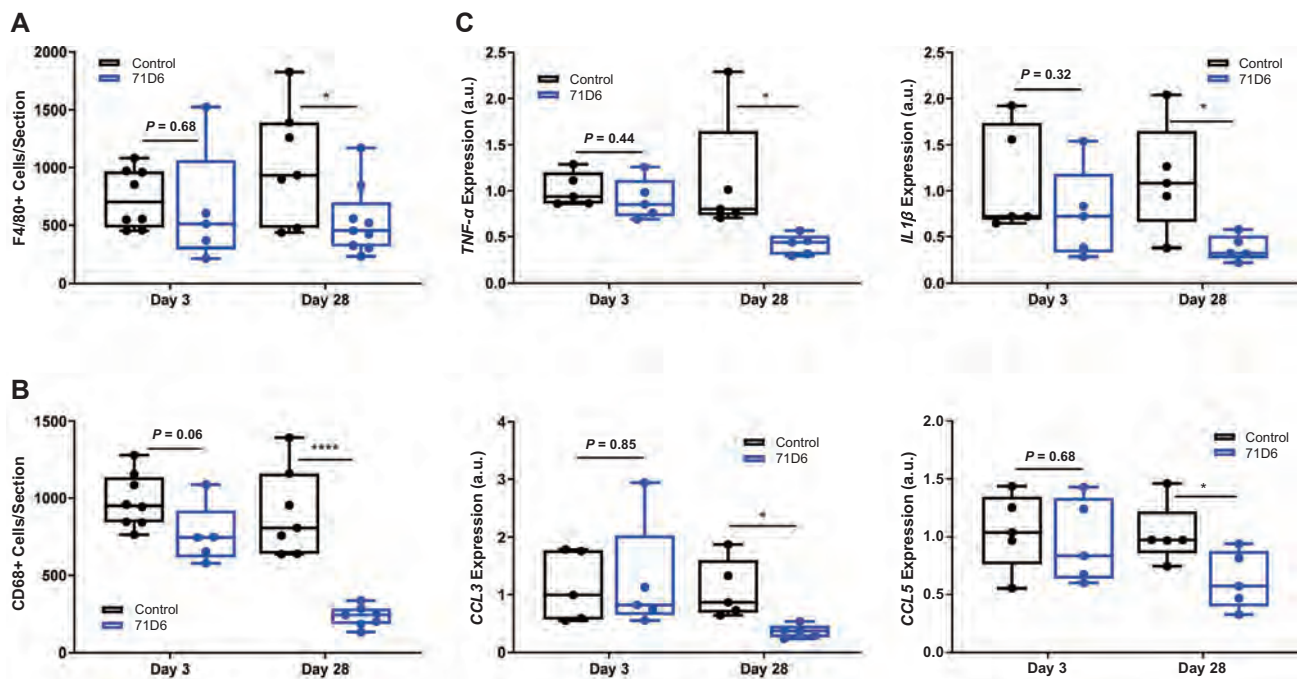 A
F4/80+ Cells/Section
2000
1500
1000
500
0
Control
71D6
P = 0.68
*
Day 3
Day 28
C
TNF-α Expression (a.u.)
2.5
2.0
1.5
1.0
0.5
0.0
Control
71D6
P = 0.44
*
Day 3
Day 28
IL1β Expression (a.u.)
2.5
2.0
1.5
1.0
0.5
0.0
Control
71D6
P = 0.32
*
Day 3
Day 28
B
CD68+ Cells/Section
1500
1000
500
0
P = 0.06
****
Control
71D6
Day 3
Day 28
CCL3 Expression (a.u.)
4
3
2
1
0
P = 0.85
Control
71D6
*
Day 3
Day 28
CCL5 Expression (a.u.)
2.0
1.5
1.0
0.5
0.0
Control
71D6
P = 0.68
*
Day 3
Day 28